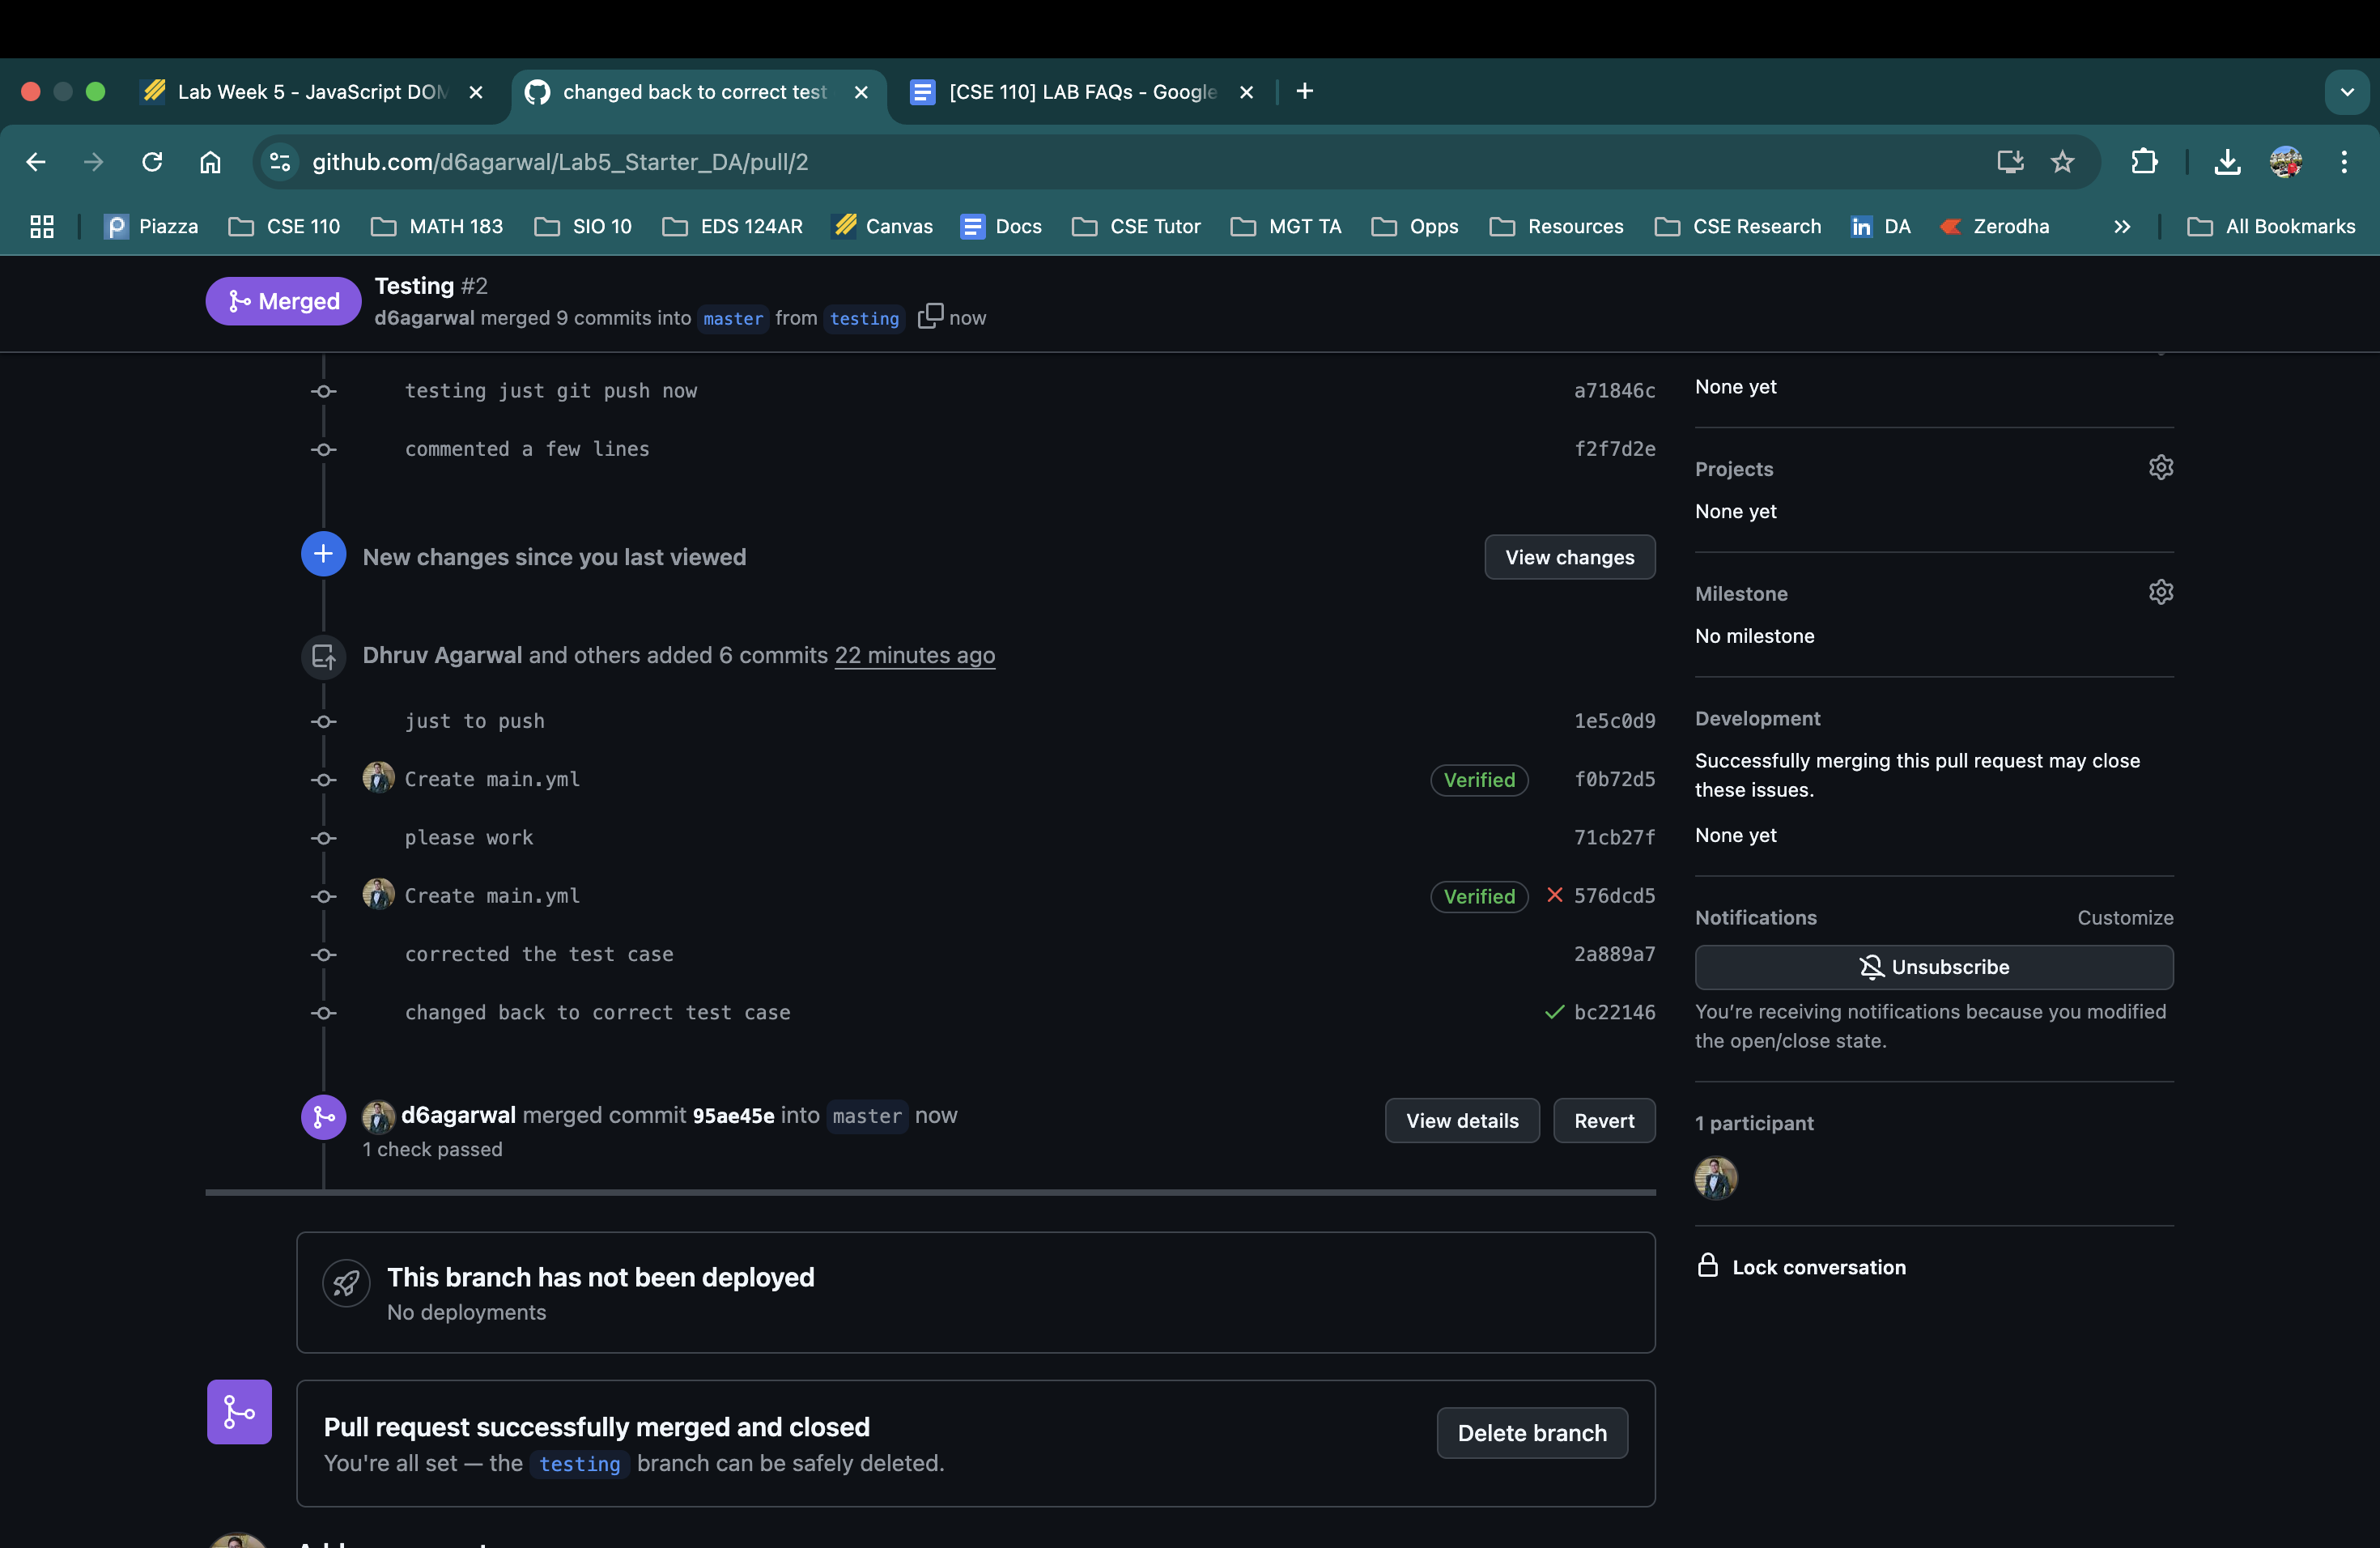 Lab Week 5 - JavaScript DOM
changed back to correct test
[CSE 110] LAB FAQs - Google
github.com/d6agarwal/Lab5_Starter_DA/pull/2
Piazza
CSE 110
MATH 183
SIO 10
EDS 124AR
Canvas
Docs
CSE Tutor
MGT TA
Opps
Resources
CSE Research
DA
Zerodha
All Bookmarks
Merged
Testing #2
d6agarwal merged 9 commits into master from testing now
testing just git push now a71846c
commented a few lines f2f7d2e
New changes since you last viewed View changes
Dhruv Agarwal and others added 6 commits 22 minutes ago
just to push 1e5c0d9
Create main.yml Verified f0b72d5
please work 71cb27f
Create main.yml Verified 576dcd5
corrected the test case 2a889a7
changed back to correct test case bc22146
d6agarwal merged commit 95ae45e into master now View details Revert
1 check passed
This branch has not been deployed
No deployments
Pull request successfully merged and closed
You're all set — the testing branch can be safely deleted.
Delete branch
None yet
Projects
None yet
Milestone
No milestone
Development
Successfully merging this pull request may close
these issues.
None yet
Notifications Customize
Unsubscribe
You’re receiving notifications because you modified
the open/close state.
1 participant
Lock conversation